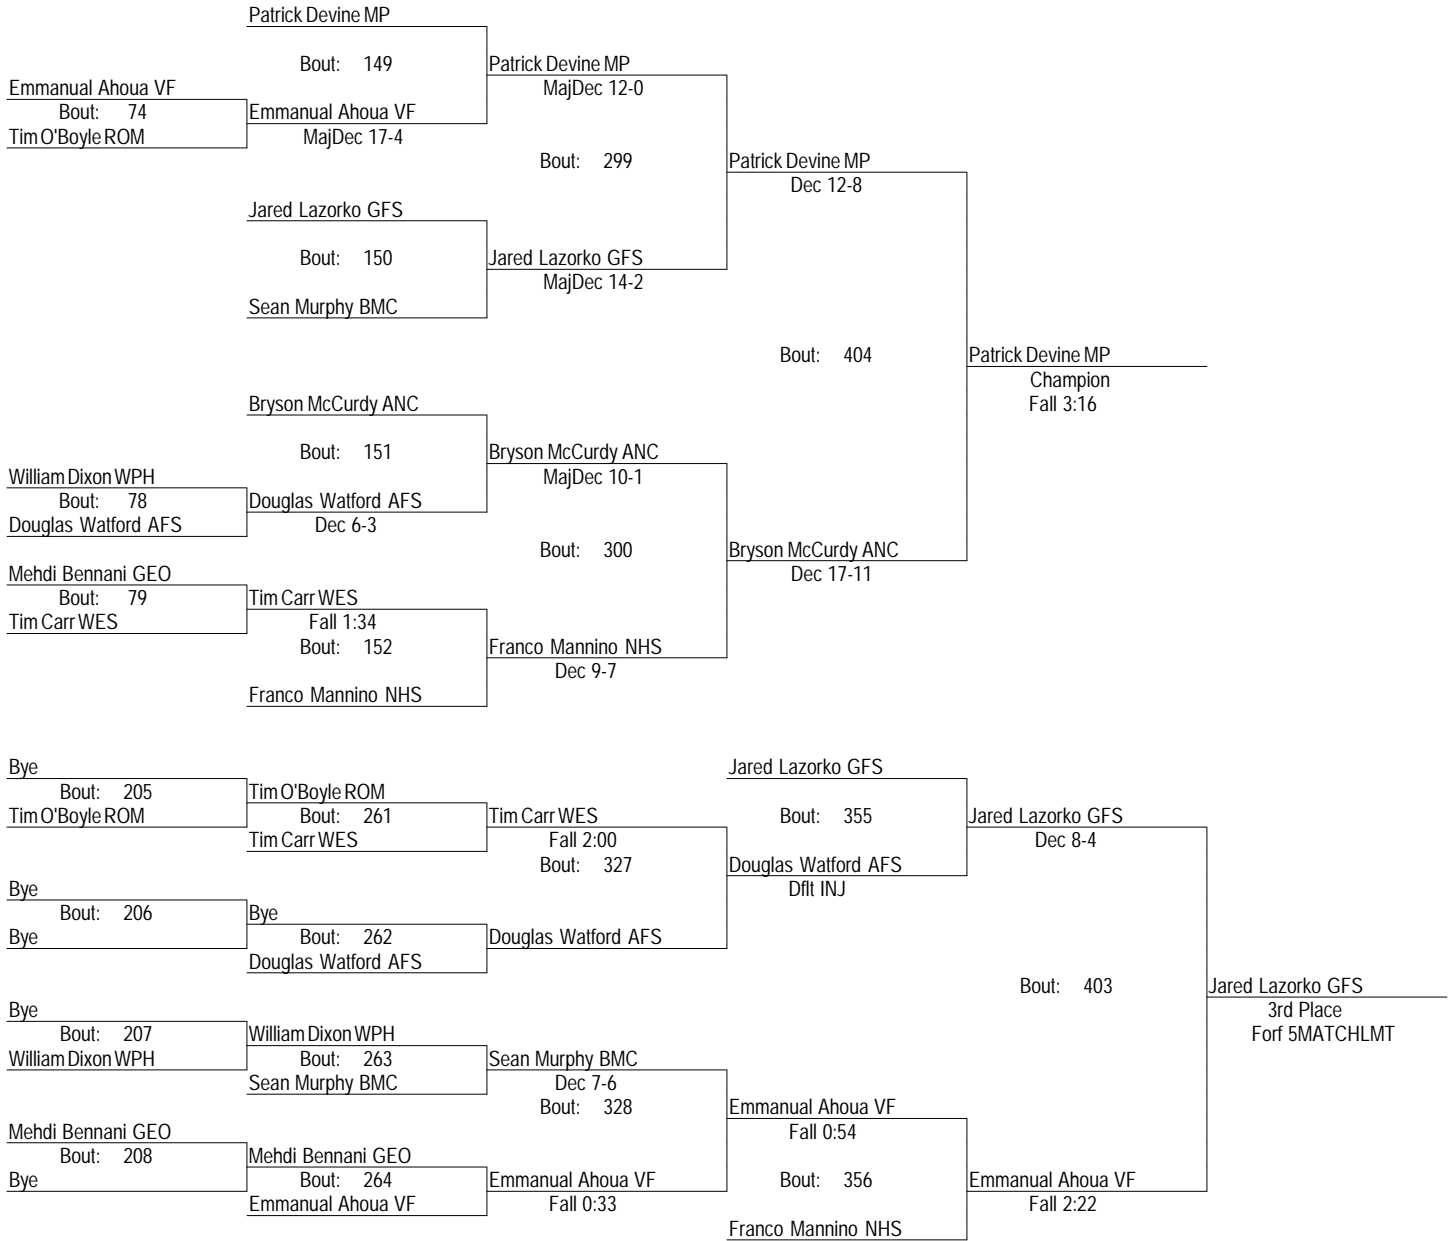 Patrick Devine MP
Bout: 149
Patrick Devine MP
Emmanual Ahoua VF
MajDec 12-0
Bout: 74
Emmanual Ahoua VF
Tim O'Boyle ROM
MajDec 17-4
Bout: 299
Patrick Devine MP
Dec 12-8
Jared Lazorko GFS
Bout: 150
Jared Lazorko GFS
MajDec 14-2
Sean Murphy BMC
Bout: 404
Patrick Devine MP
Champion
Fall 3:16
Bryson McCurdy ANC
Bout: 151
Bryson McCurdy ANC
William Dixon WPH
MajDec 10-1
Bout: 78
Douglas Watford AFS
Douglas Watford AFS
Dec 6-3
Bout: 300
Bryson McCurdy ANC
Dec 17-11
Mehdi Bennani GEO
Bout: 79
Tim Carr WES
Tim Carr WES
Fall 1:34
Bout: 152
Franco Mannino NHS
Dec 9-7
Franco Mannino NHS
Bye
Jared Lazorko GFS
Bout: 205
Tim O'Boyle ROM
Tim O'Boyle ROM
Bout: 261
Tim Carr WES
Bout: 355
Jared Lazorko GFS
Tim Carr WES
Fall 2:00
Dec 8-4
Bout: 327
Douglas Watford AFS
Dflt INJ
Bye
Bout: 206
Bye
Bye
Bout: 262
Douglas Watford AFS
Douglas Watford AFS
Bout: 403
Jared Lazorko GFS
3rd Place
Forf 5MATCHLMT
Bye
Bout: 207
William Dixon WPH
William Dixon WPH
Bout: 263
Sean Murphy BMC
Sean Murphy BMC
Dec 7-6
Bout: 328
Emmanual Ahoua VF
Fall 0:54
Mehdi Bennani GEO
Bout: 208
Mehdi Bennani GEO
Bye
Bout: 264
Emmanual Ahoua VF
Bout: 356
Emmanual Ahoua VF
Emmanual Ahoua VF
Fall 0:33
Fall 2:22
Franco Mannino NHS